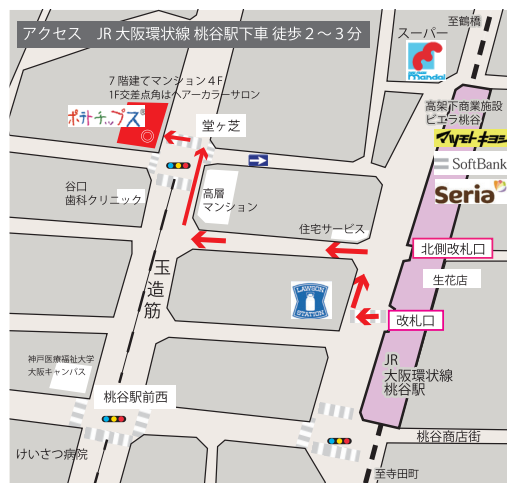 アクセス JR 大阪環状線 桃谷駅下車 徒歩2～3分
至鶴橋
スーパー
mandai
7 階建てマンション 4F
1F交差点角はヘアーカラーサロン
ポテトチップス®
堂ヶ芝
高架下商業施設
ビエラ桃谷
マツモトキヨシ
SoftBank
Seria
谷口
歯科クリニック
高層
マンション
住宅サービス
北側改札口
玉造筋
生花店
LAWSON
STATION
改札口
神戸医療福祉大学
大阪キャンパス
JR
大阪環状線
桃谷駅
桃谷駅前西
桃谷商店街
けいさつ病院
至寺田町